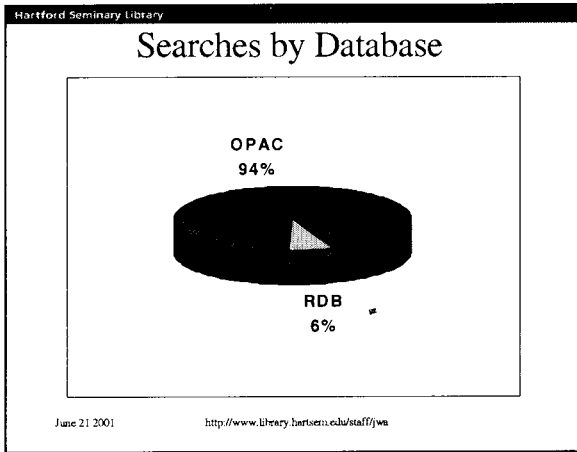 Hartford Seminary Library
Searches by Database
OPAC
94%
RDB
6%
June 21 2001
http://www.library.hartsem.edu/staff/jwa